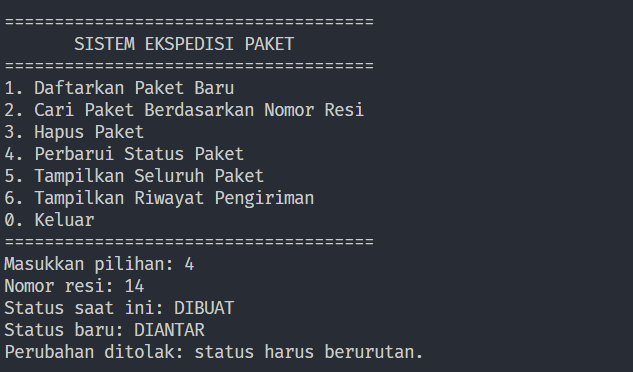 =====================================
SISTEM EKSPEDISI PAKET
=====================================
1. Daftarkan Paket Baru
2. Cari Paket Berdasarkan Nomor Resi
3. Hapus Paket
4. Perbarui Status Paket
5. Tampilkan Seluruh Paket
6. Tampilkan Riwayat Pengiriman
0. Keluar
=====================================
Masukkan pilihan: 4
Nomor resi: 14
Status saat ini: DIBUAT
Status baru: DIANTAR
Perubahan ditolak: status harus berurutan.